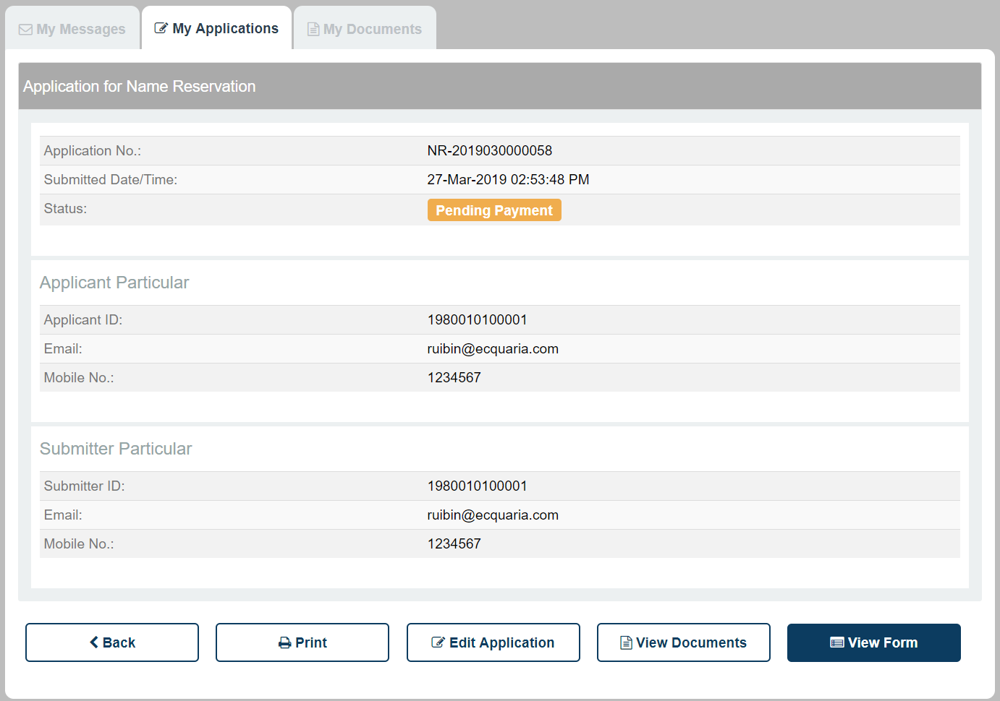 My Messages My Applications My Documents
Application for Name Reservation
Application No.: NR-2019030000058
Submitted Date/Time: 27-Mar-2019 02:53:48 PM
Status: Pending Payment
Applicant Particular
Applicant ID: 1980010100001
Email: ruibin@ecquaria.com
Mobile No.: 1234567
Submitter Particular
Submitter ID: 1980010100001
Email: ruibin@ecquaria.com
Mobile No.: 1234567
Back Print Edit Application View Documents View Form